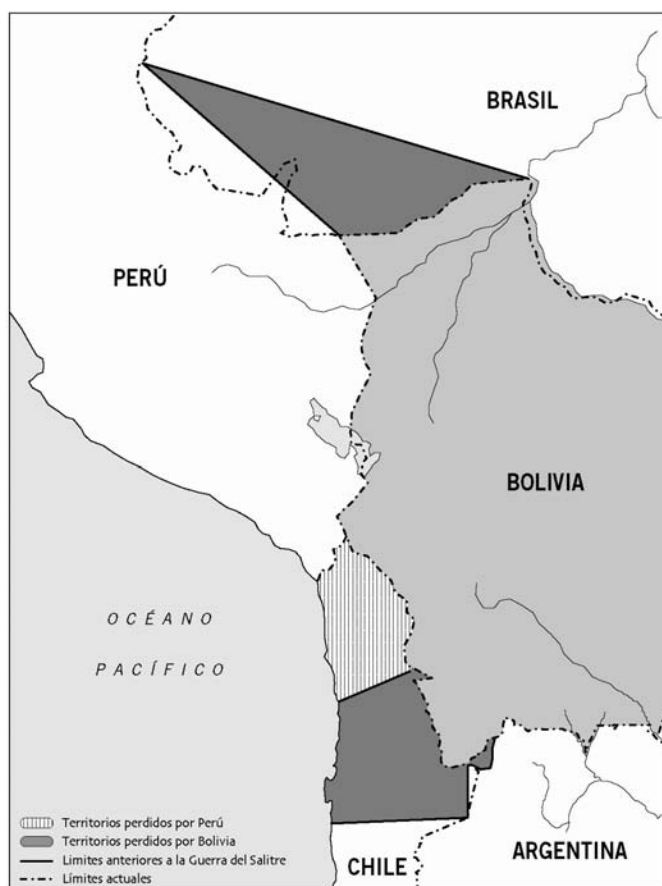 BRASIL
PERÚ
BOLIVIA
OCÉANO
PACÍFICO
Territorios perdidos por Perú
Territorios perdidos por Bolivia
Limites anteriores a la Guerra del Salitre
Límites actuales
CHILE
ARGENTINA